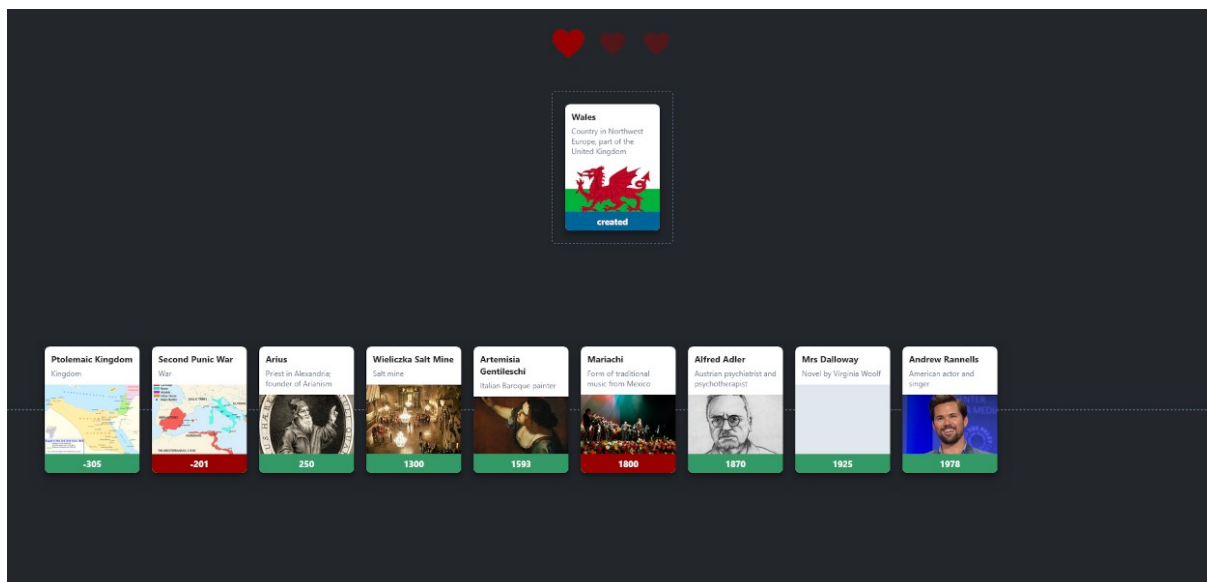 Wales
Country in Northwest
Europe, part of the
United Kingdom
created
Ptolemaic Kingdom
Kingdom
-305
Second Punic War
War
-201
Arius
Priest in Alexandria;
founder of Arianism
250
Wieliczka Salt Mine
Salt mine
1300
Artemisia
Gentileschi
Italian Baroque painter
1593
Mariachi
Form of traditional
music from Mexico
1800
Alfred Adler
Austrian psychiatrist and
psychotherapist
1870
Mrs Dalloway
Novel by Virginia Woolf
1925
Andrew Rannells
American actor and
singer
1978